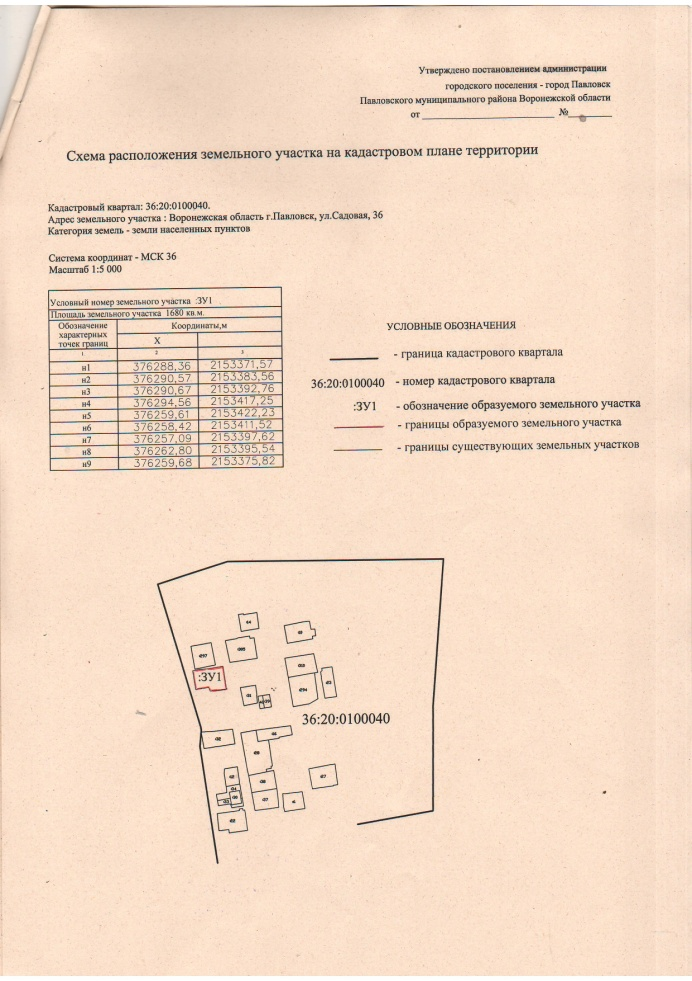 Утверждено постановлением администрации
городского поселения - город Павловск
Павловского муниципального района Воронежской области
от ____________ №____
Схема расположения земельного участка на кадастровом плане территории
Кадастровый квартал: 36:20:0100040.
Адрес земельного участка : Воронежская область г.Павловск, ул.Садовая, 36
Категория земель - земли населенных пунктов
Система координат - МСК 36
Масштаб 1:5 000
Условный номер земельного участка :ЗУ1
Площадь земельного участка 1680 кв.м.
Обозначение характерных точек границ Координаты,м
X
1 2 3
н1 376288,36 2153371,57
н2 376290,57 2153383,56
н3 376290,67 2153392,76
н4 376294,56 2153417,25
н5 376259,61 2153422,23
н6 376258,42 2153411,52
н7 376257,09 2153397,62
н8 376262,80 2153395,54
н9 376259,68 2153375,82
УСЛОВНЫЕ ОБОЗНАЧЕНИЯ
- граница кадастрового квартала
36:20:0100040 - номер кадастрового квартала
:ЗУ1 - обозначение образуемого земельного участка
- границы образуемого земельного участка
- границы существующих земельных участков
:ЗУ1
36:20:0100040